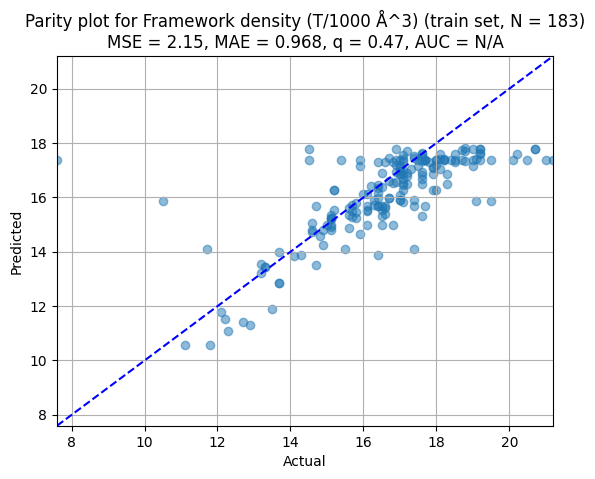 Parity plot for Framework density (T/1000 Å^3) (train set, N = 183)
MSE = 2.15, MAE = 0.968, q = 0.47, AUC = N/A
20
18
16
14
12
10
8
Predicted
8 10 12 14 16 18 20
Actual